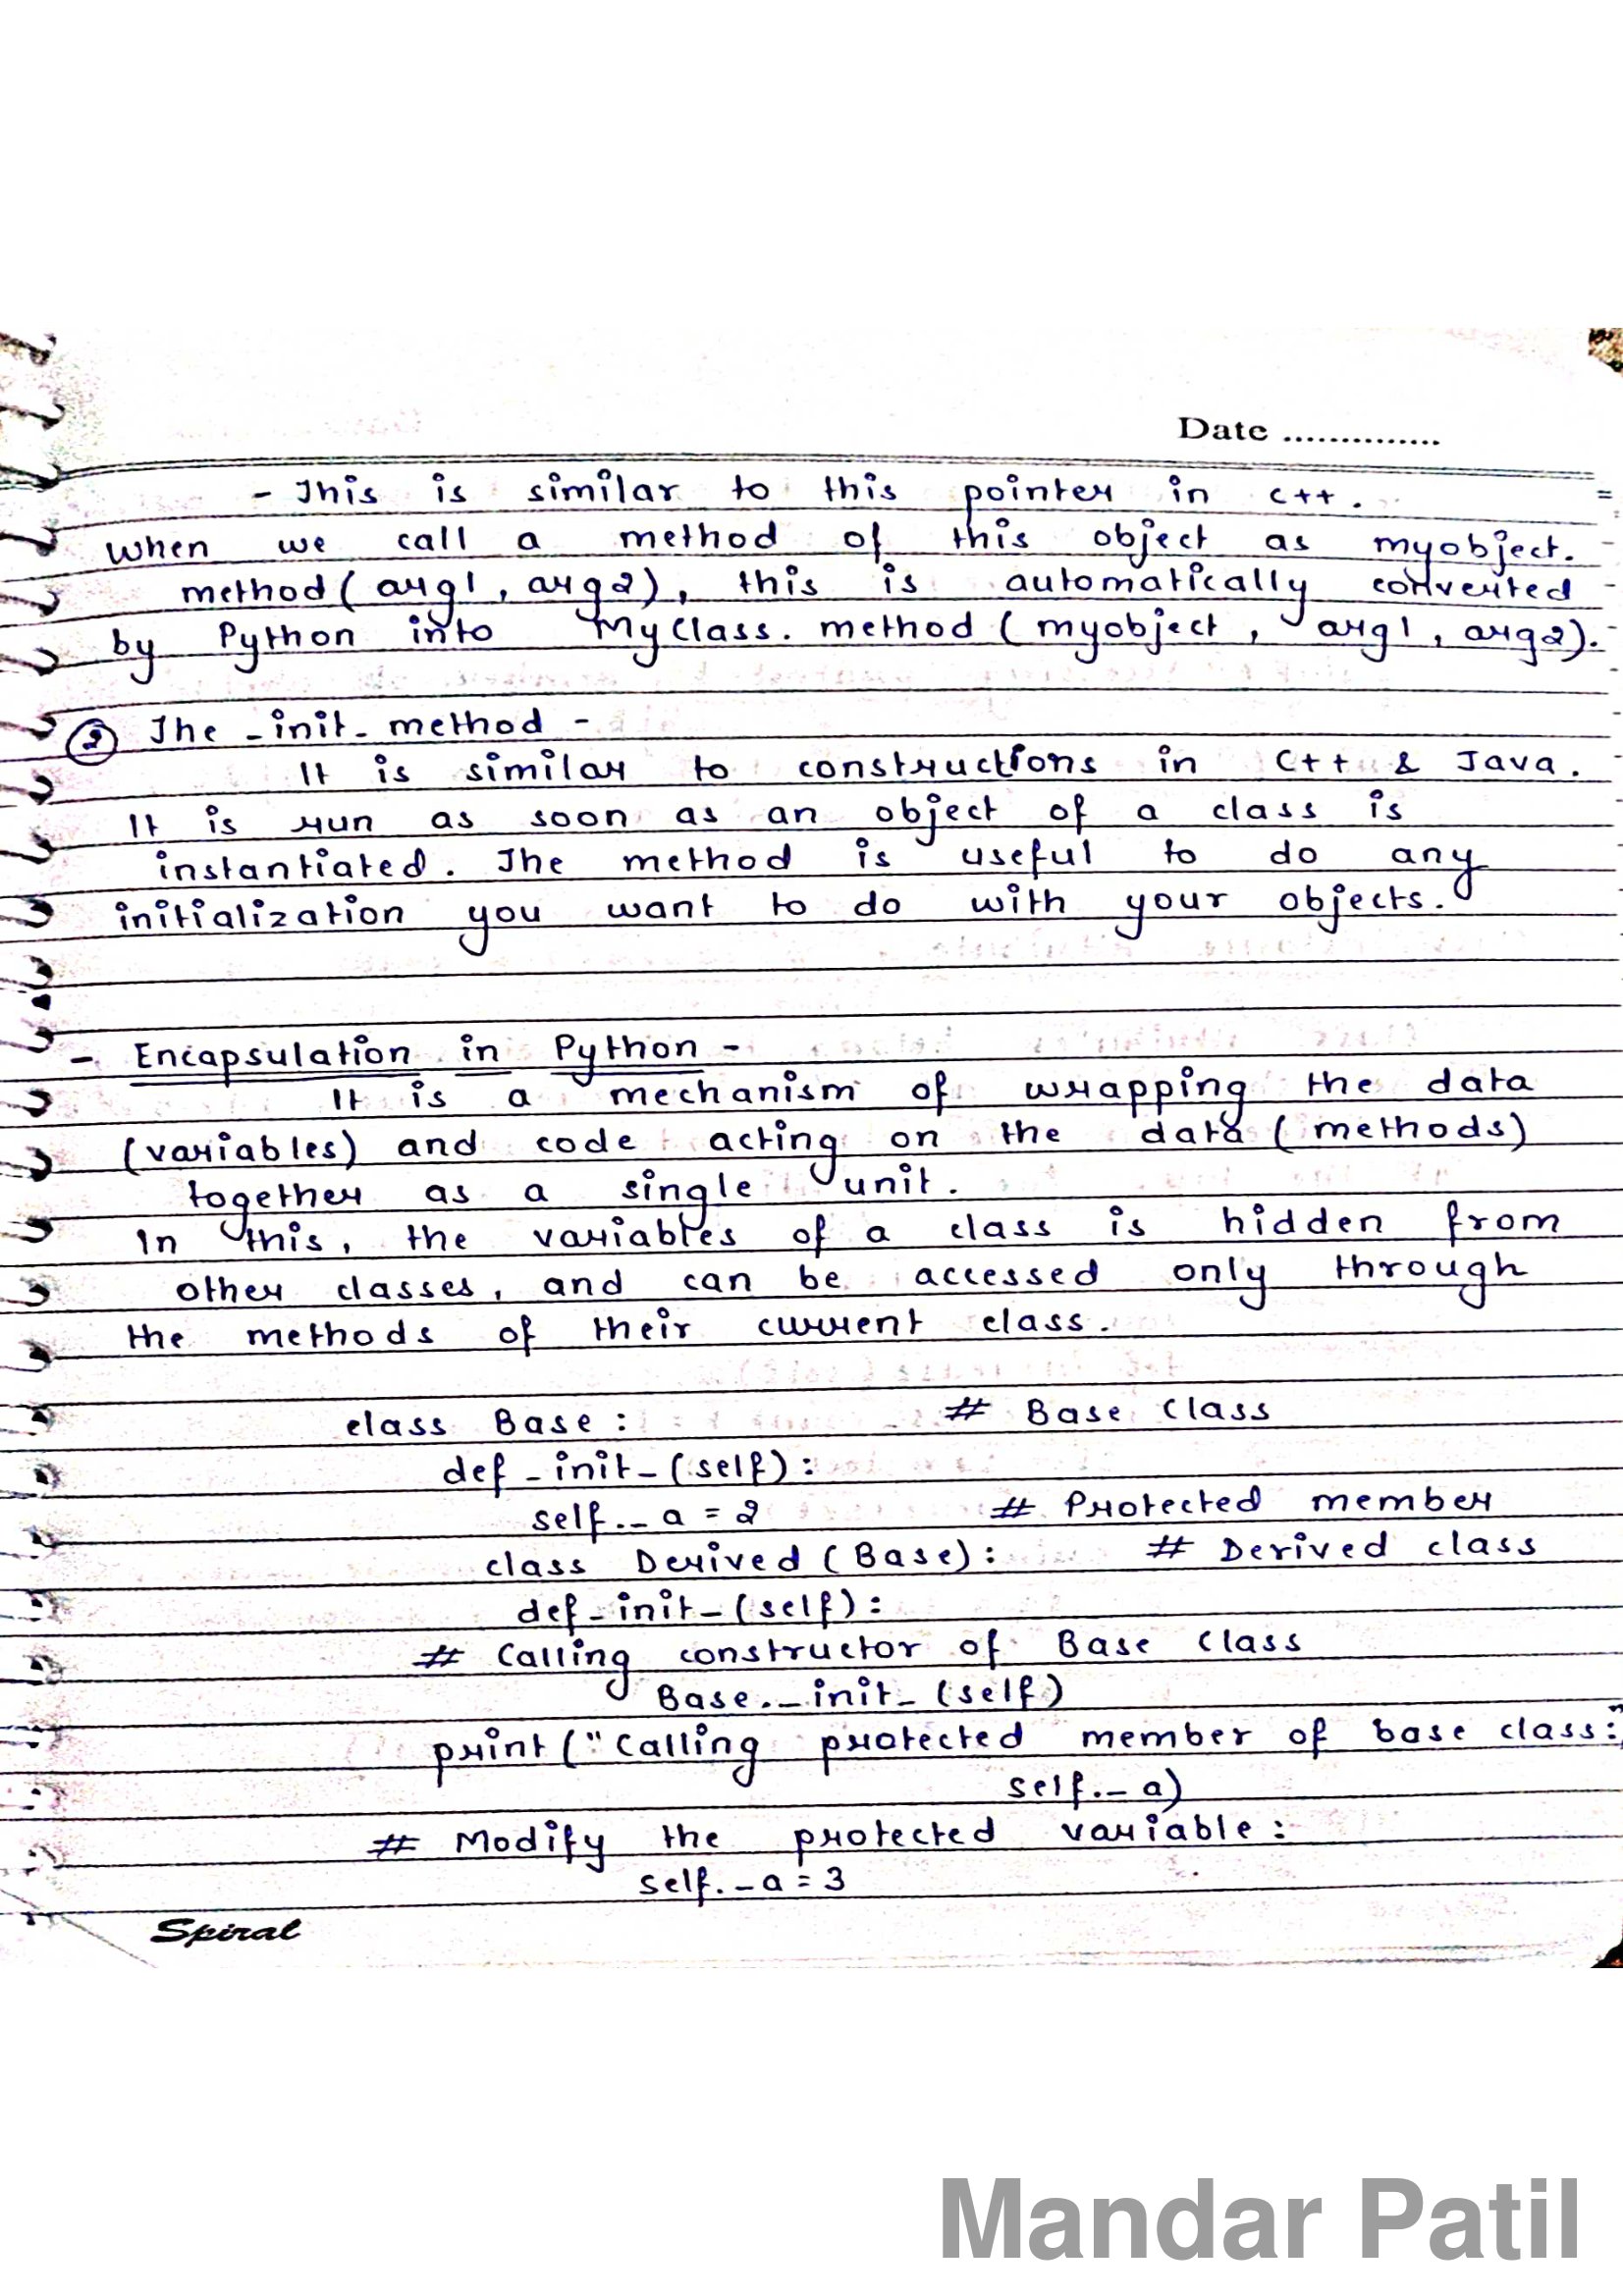 Date ..............
- This is similar to this pointer in C++.
When we call a method of this object as myobject.
method(arg1, arg2), this is automatically converted
by Python into MyClass.method(myobject, arg1, arg2).
② The _init_ method -
It is similar to constructions in C++ & Java.
It is run as soon as an object of a class is
instantiated. The method is useful to do any
initialization you want to do with your objects.
- Encapsulation in Python -
It is a mechanism of wrapping the data
(variables) and code acting on the data (methods)
together as a single unit.
In this, the variables of a class is hidden from
other classes, and can be accessed only through
the methods of their current class.
class Base: # Base class
def _init_(self):
self._a = 2 # Protected member
class Derived(Base): # Derived class
def _init_(self):
# Calling constructor of Base class
Base._init_(self)
print("Calling protected member of base class:",
self._a)
# Modify the protected variable:
self._a = 3
Spiral
Mandar Patil